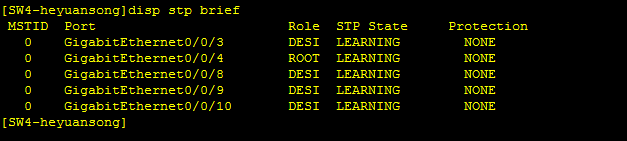 [SW4-heyuansong]disp stp brief
MSTID Port Role STP State Protection
0 GigabitEthernet0/0/3 DESI LEARNING NONE
0 GigabitEthernet0/0/4 ROOT LEARNING NONE
0 GigabitEthernet0/0/8 DESI LEARNING NONE
0 GigabitEthernet0/0/9 DESI LEARNING NONE
0 GigabitEthernet0/0/10 DESI LEARNING NONE
[SW4-heyuansong]